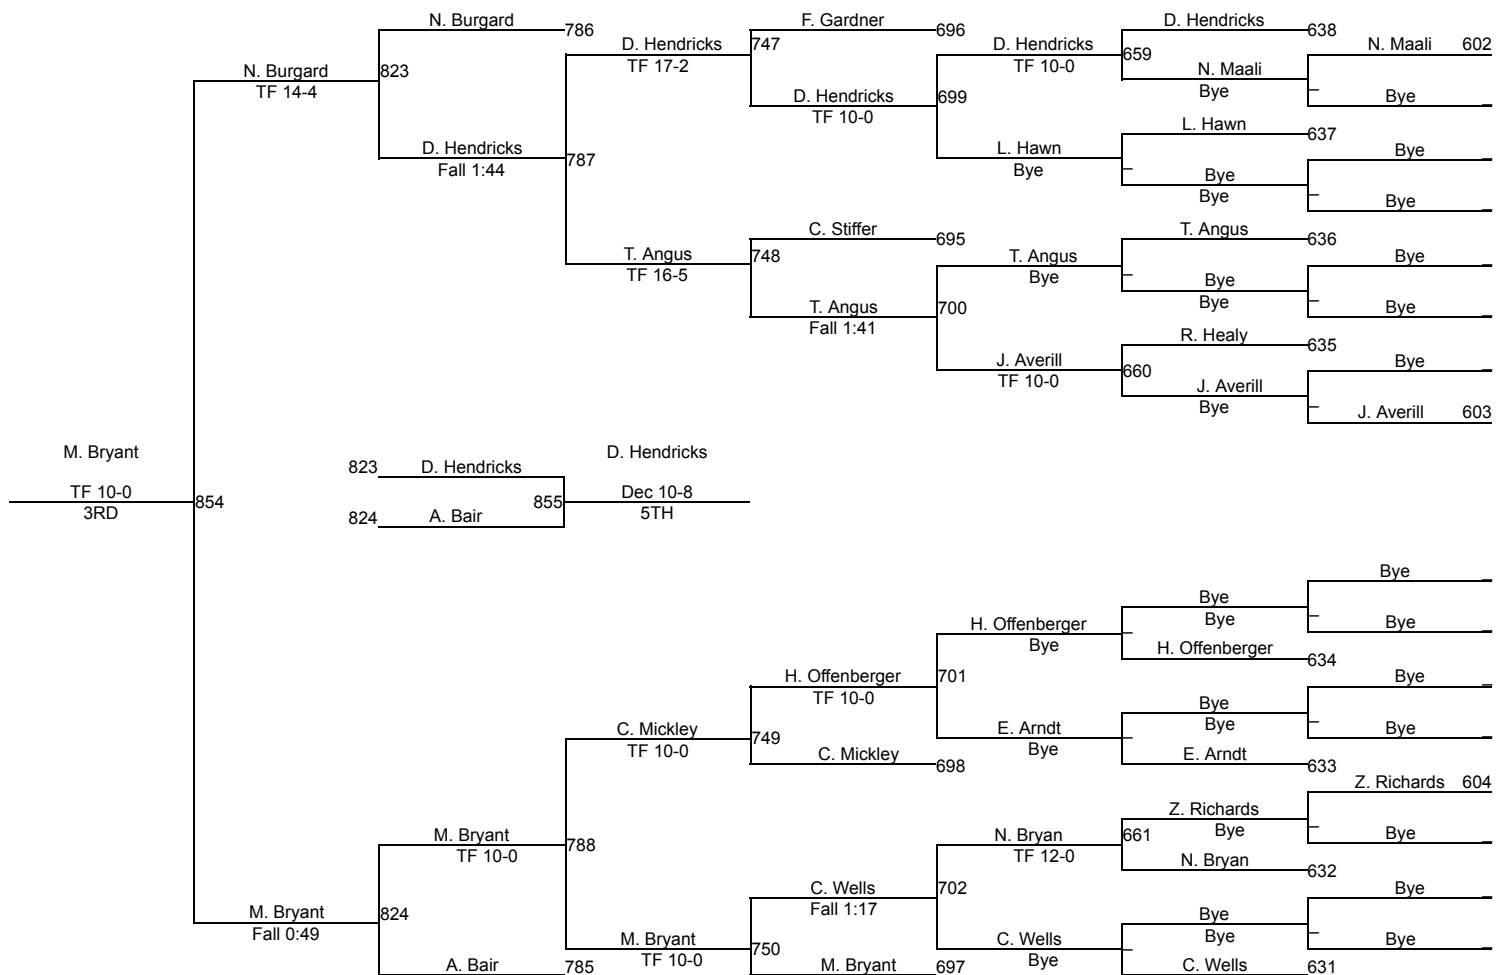 N. Burgard 786 F. Gardner 696 D. Hendricks 638
D. Hendricks 747 D. Hendricks 659 N. Maali 602
N. Burgard 823 TF 17-2 TF 10-0 N. Maali
TF 14-4 D. Hendricks 699 Bye Bye
TF 10-0 L. Hawn 637
D. Hendricks 787 L. Hawn Bye
Fall 1:44 Bye Bye
Bye Bye
C. Stiffer 695 T. Angus 636
T. Angus 748 T. Angus Bye
TF 16-5 Bye Bye
T. Angus 700 Bye Bye
Fall 1:41 R. Healy 635
J. Averill 660 Bye
TF 10-0 J. Averill
Bye J. Averill 603
M. Bryant D. Hendricks
823 D. Hendricks
TF 10-0 854 855 Dec 10-8
3RD 824 A. Bair 5TH
Bye
Bye
H. Offenberger Bye Bye
Bye H. Offenberger 634
H. Offenberger 701 Bye
TF 10-0 Bye
C. Mickley 749 E. Arndt Bye Bye
TF 10-0 C. Mickley 698 Bye E. Arndt 633
Z. Richards 604
Z. Richards
M. Bryant 788 N. Bryan 661 Bye Bye
TF 10-0 TF 12-0 N. Bryan 632
C. Wells 702 Bye
M. Bryant 824 Fall 1:17 Bye
Fall 0:49 M. Bryant 750 C. Wells Bye Bye
A. Bair 785 TF 10-0 M. Bryant 697 Bye C. Wells 631